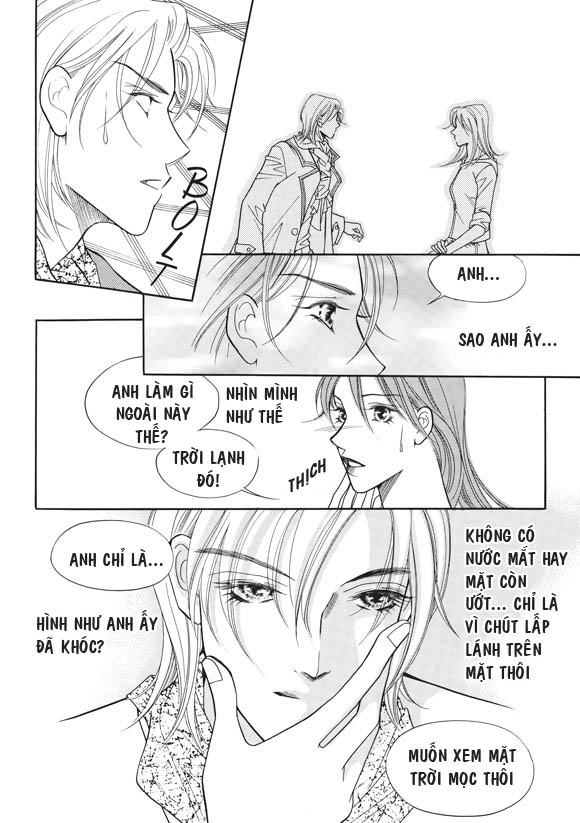 BOLT
ANH...
SAO ANH ẤY...
NHÌN MÌNH
NHƯ THẾ
ANH LÀM GÌ
NGOÀI NÀY
THẾ?
TRỜI LẠNH
ĐÓ!
THỊCH
ANH CHỈ LÀ...
HÌNH NHƯ ANH ẤY
ĐÃ KHÓC?
KHÔNG CÓ
NƯỚC MẮT HAY
MẶT CÒN
ƯỚT... CHỈ LÀ
VÌ CHÚT LẤP
LÁNH TRÊN
MẶT THÔI
MUỐN XEM MẶT
TRỜI MỌC THÔI